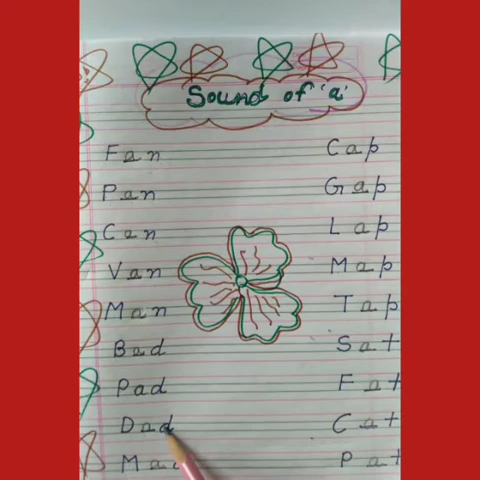 Sound of 'a'
Fan
Pan
Can
Van
Man
Bad
Pad
Dad
Cap
Gap
Lap
Map
Tap
Sat
Fat
Cat
Pat